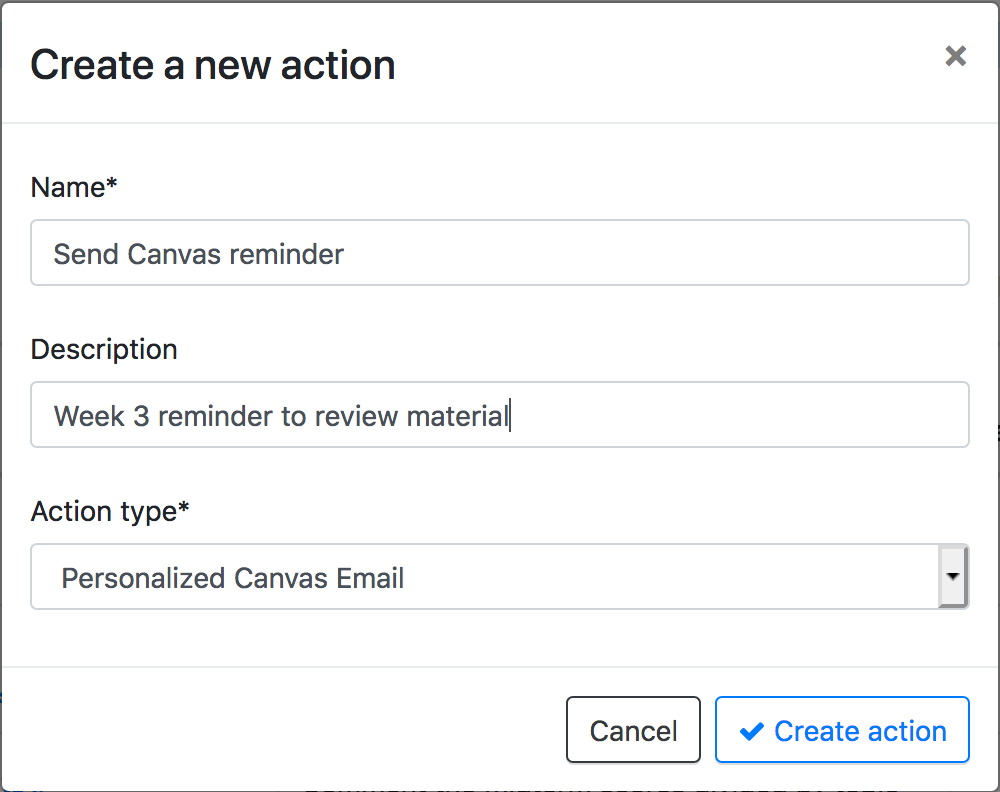 Create a new action
×
Name*
Send Canvas reminder
Description
Week 3 reminder to review material
Action type*
Personalized Canvas Email
Cancel
Create action